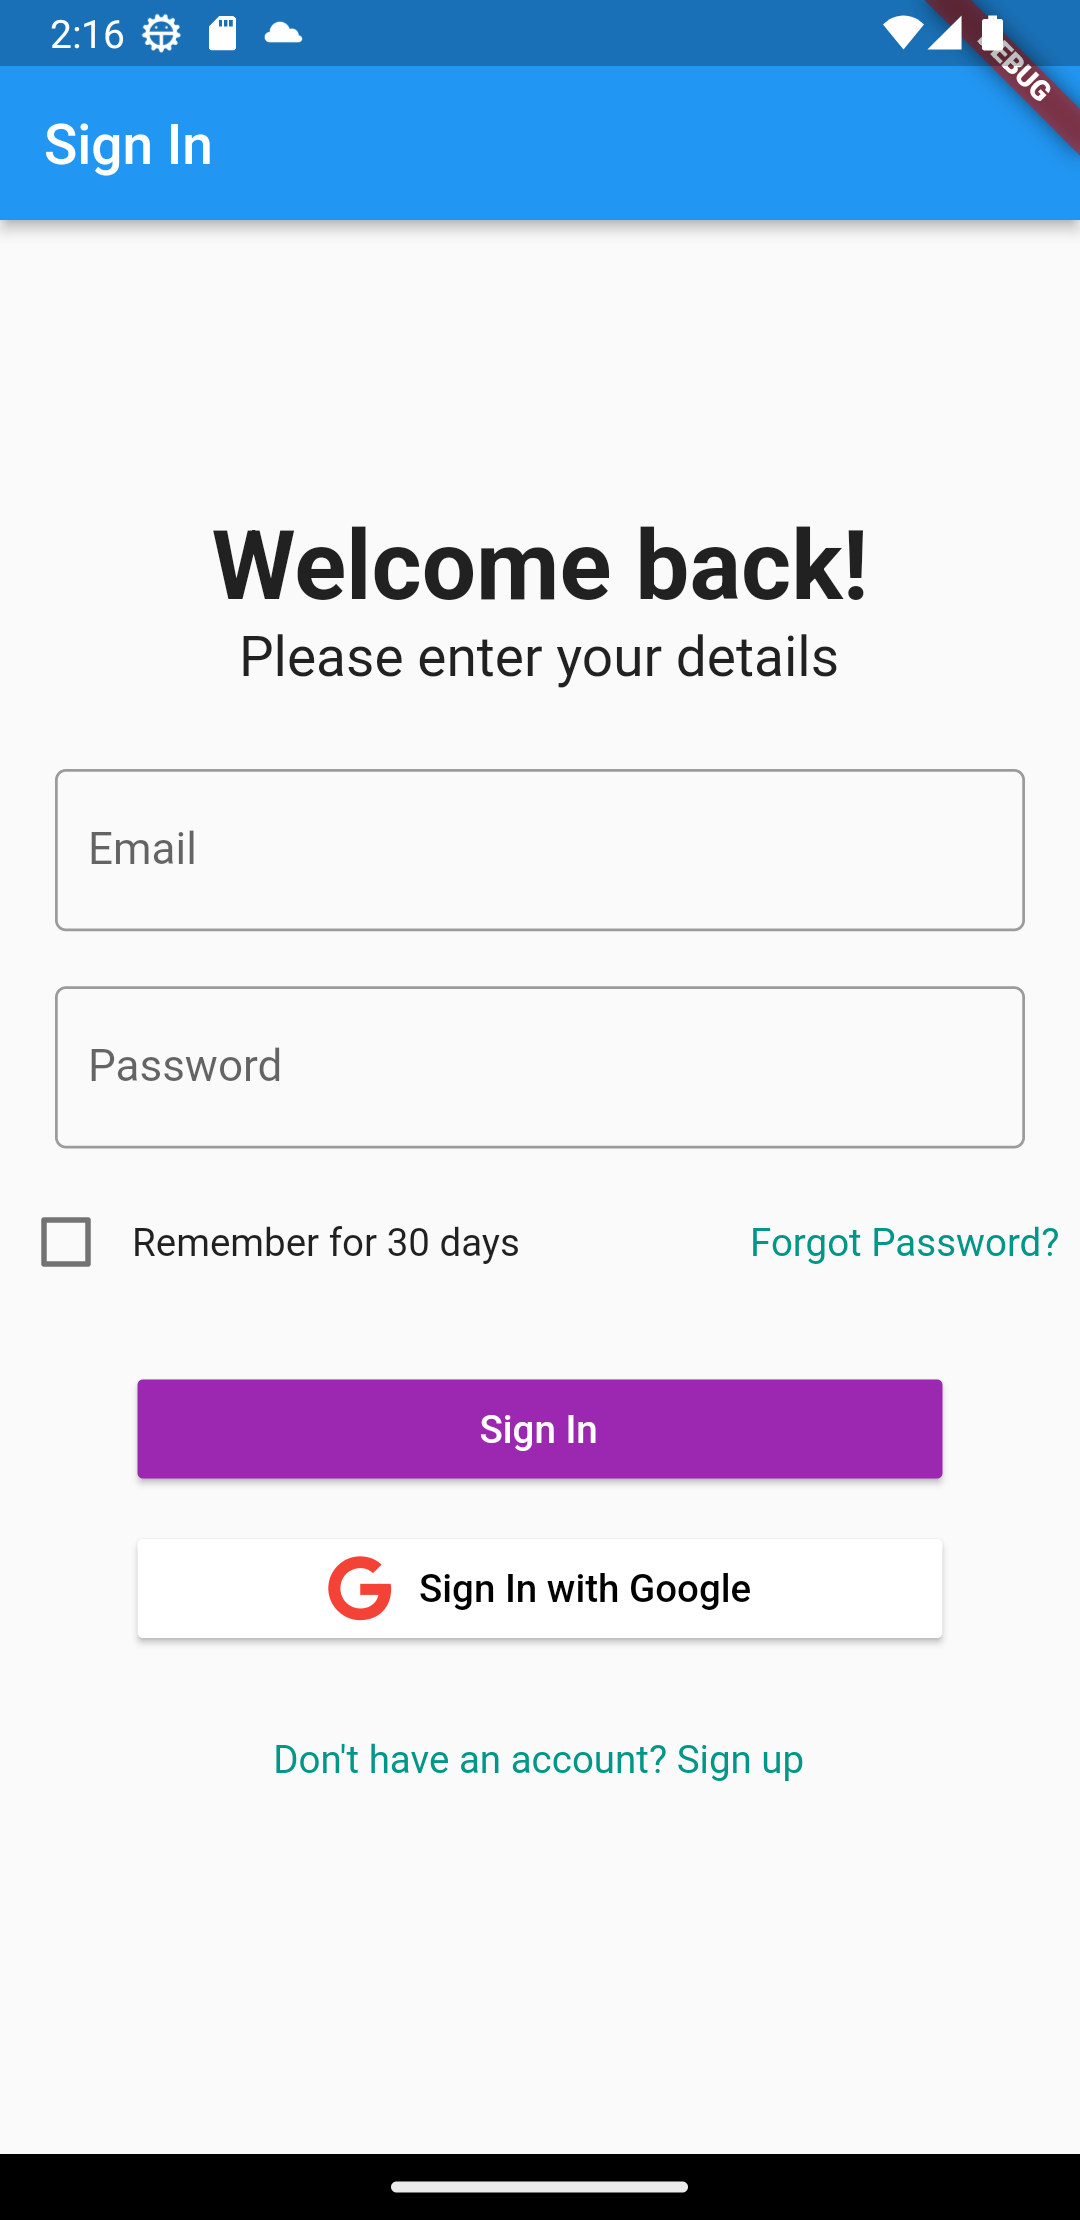 2:16
DEBUG
Sign In
Welcome back!
Please enter your details
Email
Password
Remember for 30 days
Forgot Password?
Sign In
Sign In with Google
Don't have an account? Sign up